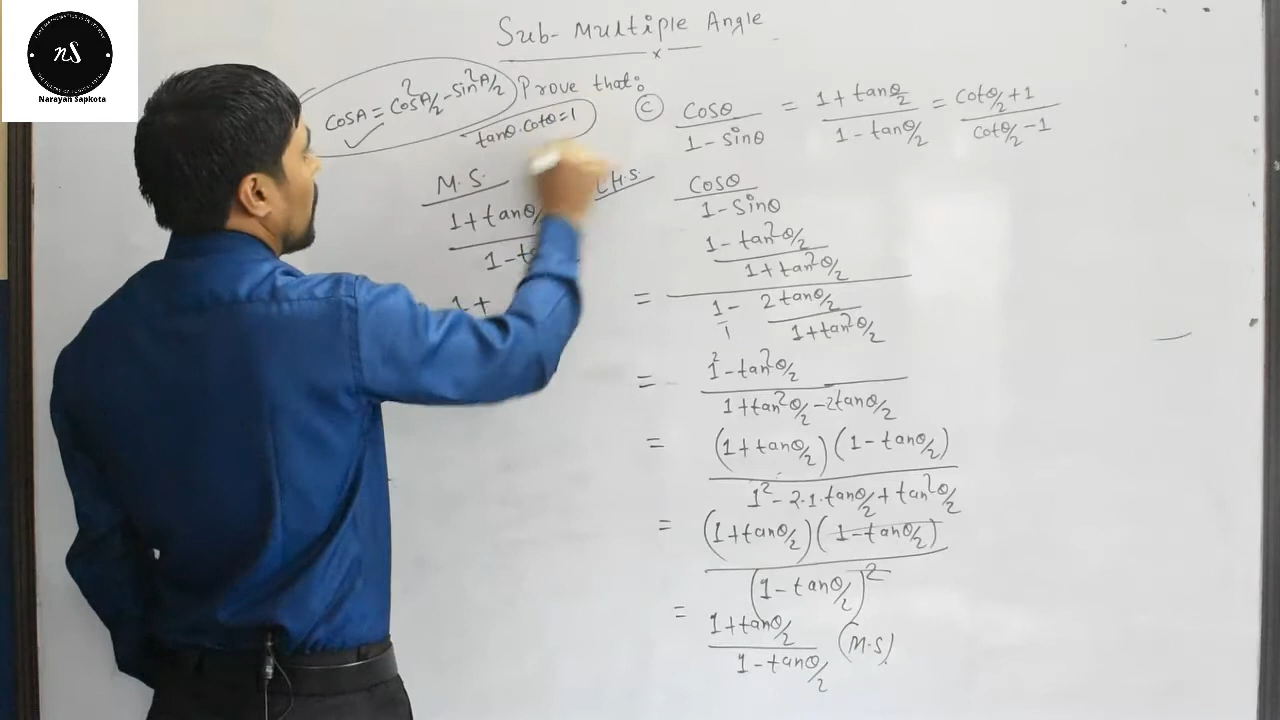 Sub-Multiple Angle
nS
Narayan Sapkota
cosA = cos²A/2 - sin²A/2
Prove that:
tanθ.cotθ=1
(c) cosθ/(1 - sinθ) = (1 + tanθ/2)/(1 - tanθ/2) = (cotθ/2 + 1)/(cotθ/2 - 1)
M.S.
1 + tanθ/
1 - t
1 +
L.H.S. cosθ/(1 - sinθ)
= ((1 - tan²θ/2)/(1 + tan²θ/2))/(1/1 - (2tanθ/2)/(1 + tan²θ/2))
= (1² - tan²θ/2)/(1 + tan²θ/2 - 2tanθ/2)
= ((1 + tanθ/2)(1 - tanθ/2))/(1² - 2.1.tanθ/2 + tan²θ/2)
= ((1 + tanθ/2)(1 - tanθ/2))/(1 - tanθ/2)²
= (1 + tanθ/2)/(1 - tanθ/2) (M.S)